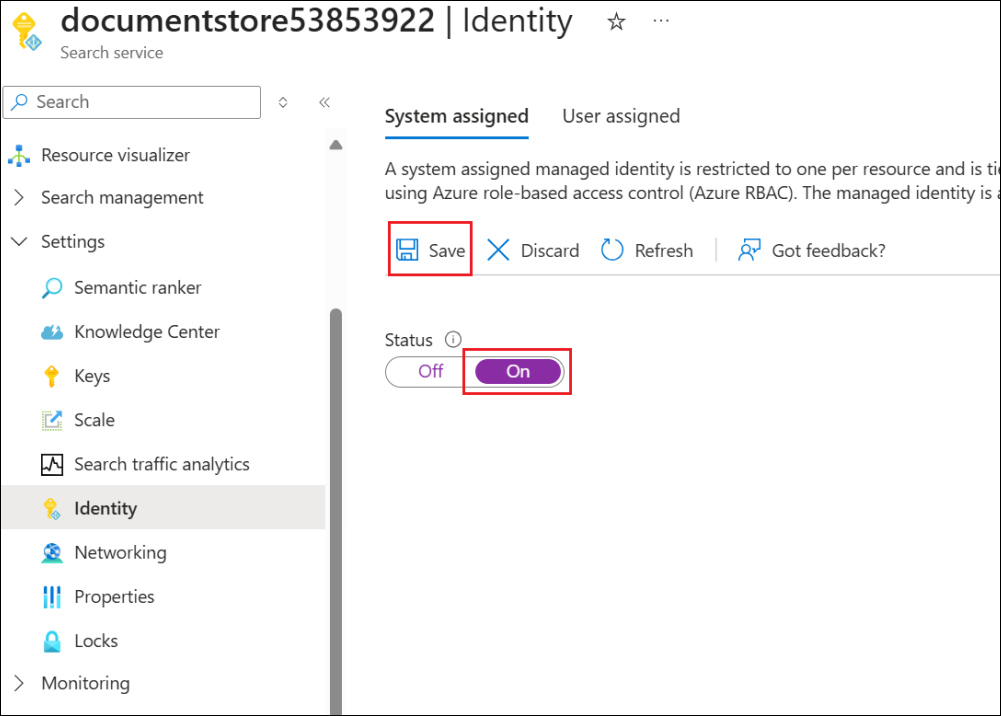 documentstore53853922 | Identity
Search service
Search
Resource visualizer
Search management
Settings
Semantic ranker
Knowledge Center
Keys
Scale
Search traffic analytics
Identity
Networking
Properties
Locks
Monitoring
System assigned User assigned
A system assigned managed identity is restricted to one per resource and is
using Azure role-based access control (Azure RBAC). The managed identity is
Save Discard Refresh Got feedback?
Status
Off On